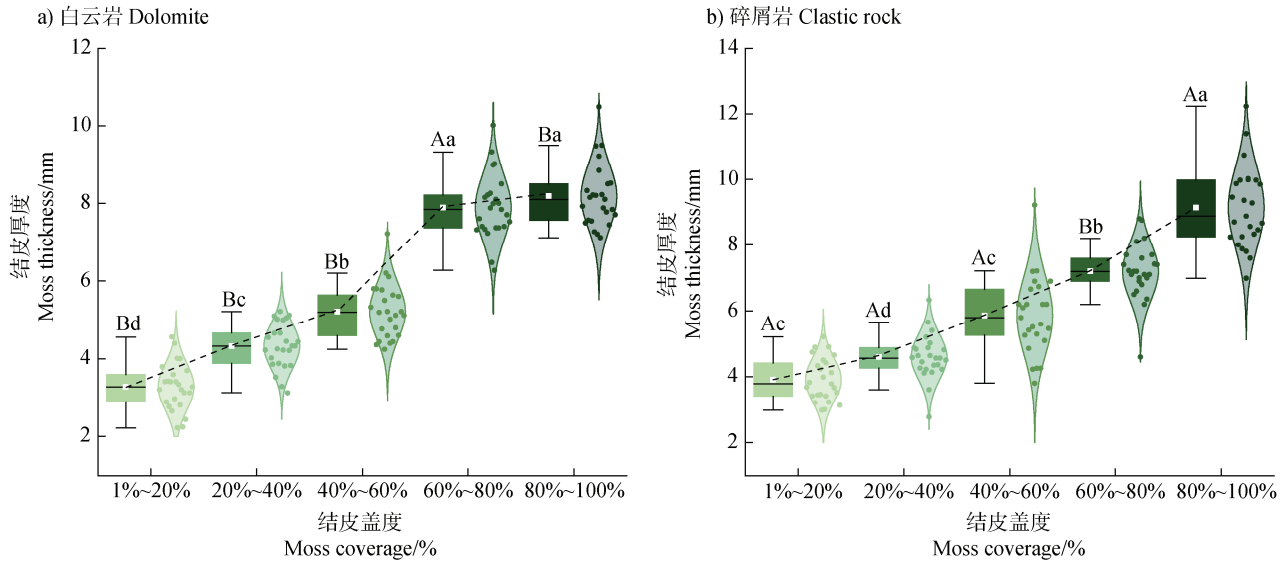 a) 白云岩 Dolomite
12
10
8
6
4
2
结皮厚度
Moss thickness/mm
Bd
Bc
Bb
Aa
Ba
1%~20%
20%~40%
40%~60%
60%~80%
80%~100%
结皮盖度
Moss coverage/%
b) 碎屑岩 Clastic rock
14
12
10
8
6
4
2
结皮厚度
Moss thickness/mm
Ac
Ad
Ac
Bb
Aa
1%~20%
20%~40%
40%~60%
60%~80%
80%~100%
结皮盖度
Moss coverage/%